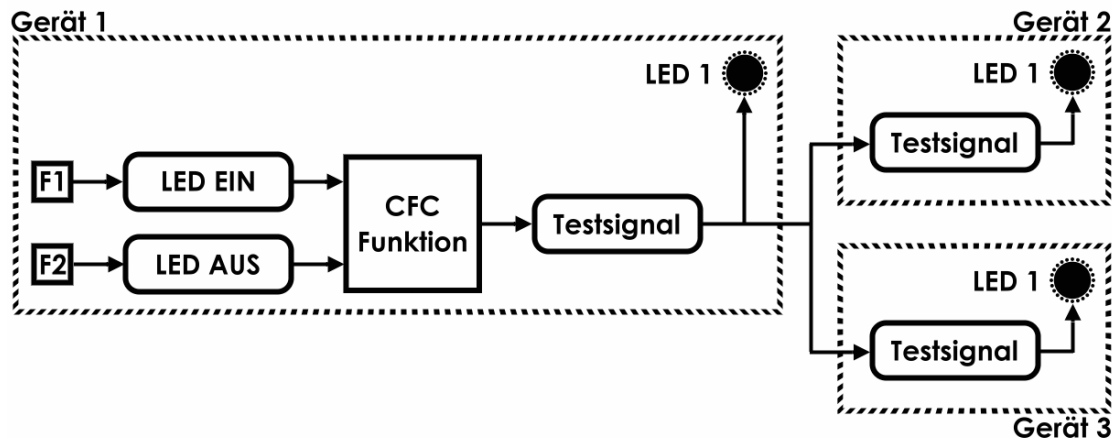 Gerät 1
Gerät 2
LED 1
LED 1
Testsignal
F1
LED EIN
CFC
Funktion
Testsignal
F2
LED AUS
LED 1
Testsignal
Gerät 3